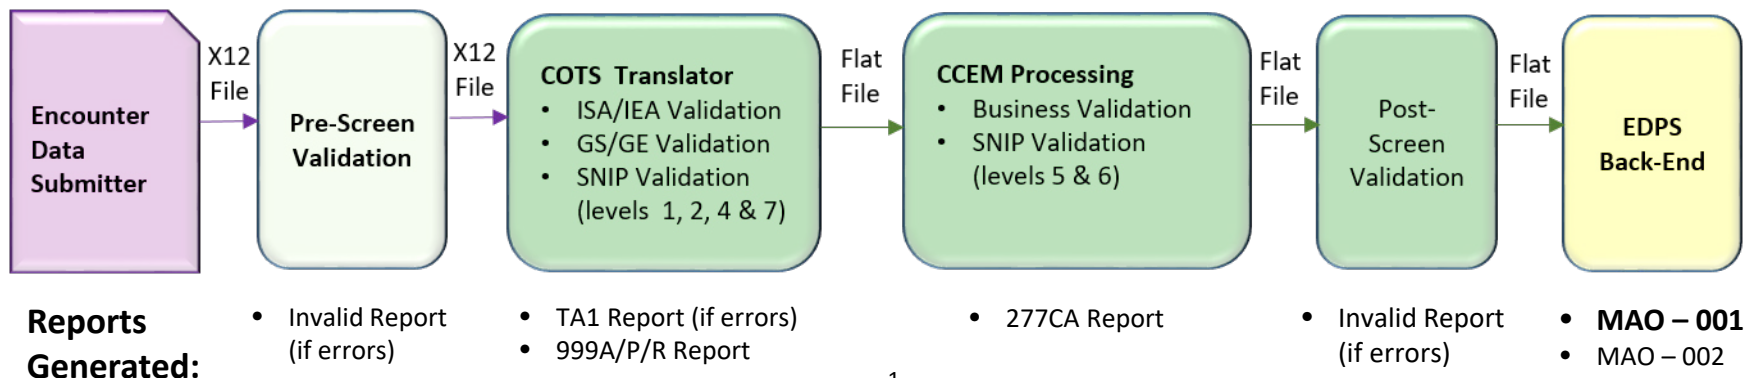 Encounter
Data
Submitter
X12
File
Pre-Screen
Validation
X12
File
COTS Translator
• ISA/IEA Validation
• GS/GE Validation
• SNIP Validation
(levels 1, 2, 4 & 7)
Flat
File
CCEM Processing
• Business Validation
• SNIP Validation
(levels 5 & 6)
Flat
File
Post-
Screen
Validation
Flat
File
EDPS
Back-End
Reports
Generated:
• Invalid Report
(if errors)
• TA1 Report (if errors)
• 999A/P/R Report
• 277CA Report
• Invalid Report
(if errors)
• MAO – 001
• MAO – 002
1